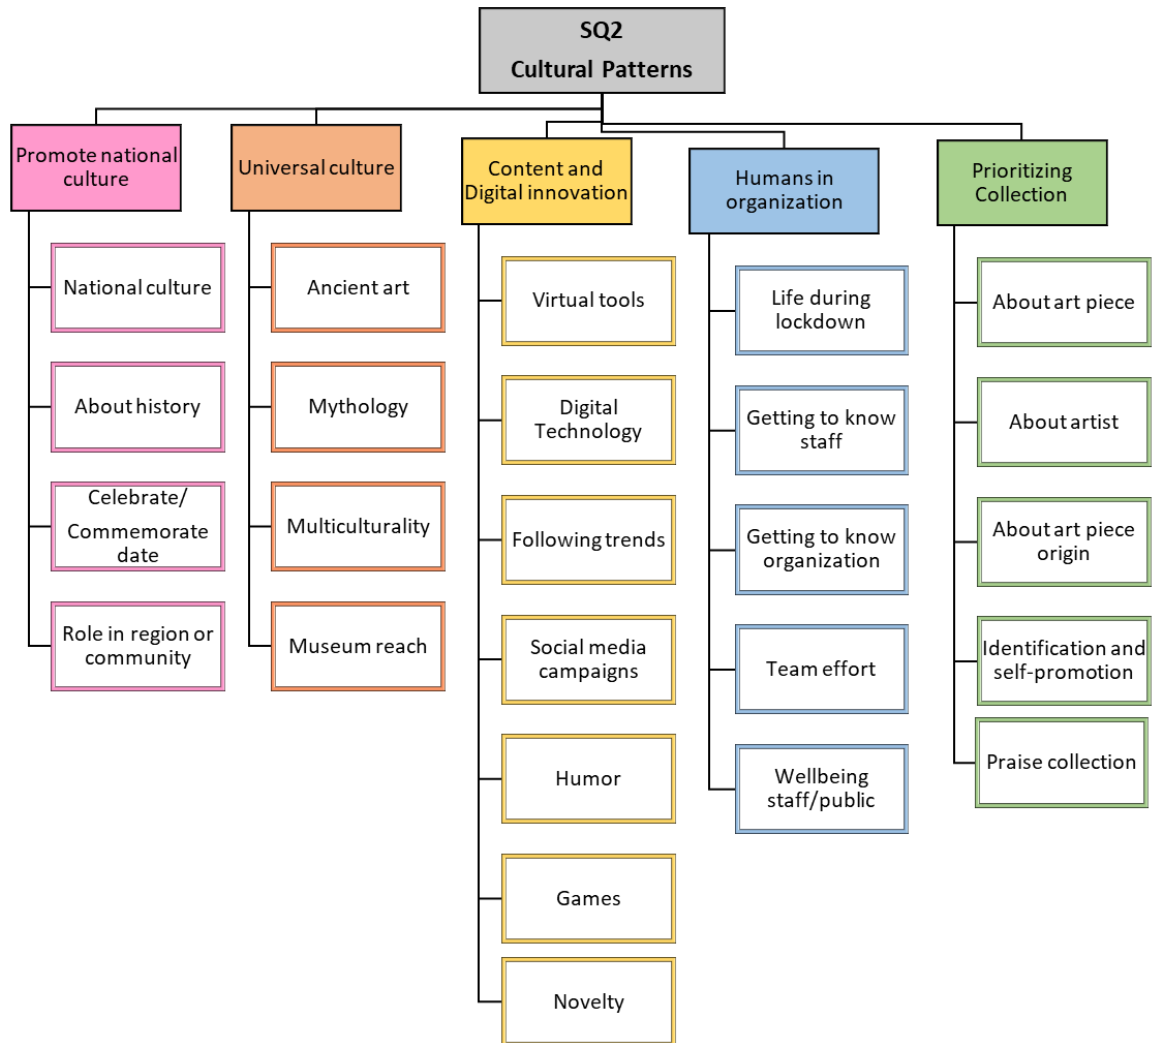 SQ2
Cultural Patterns
Promote national
culture
National culture
About history
Celebrate/
Commemorate
date
Role in region or
community
Universal culture
Ancient art
Mythology
Multiculturality
Museum reach
Content and
Digital innovation
Virtual tools
Digital
Technology
Following trends
Social media
campaigns
Humor
Games
Novelty
Humans in
organization
Life during
lockdown
Getting to know
staff
Getting to know
organization
Team effort
Wellbeing
staff/public
Prioritizing
Collection
About art piece
About artist
About art piece
origin
Identification and
self-promotion
Praise collection